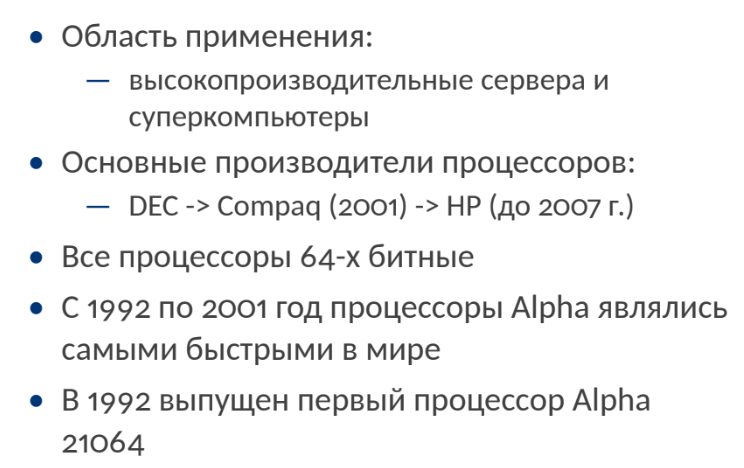 • Область применения:
— высокопроизводительные сервера и
суперкомпьютеры
• Основные производители процессоров:
— DEC -> Compaq (2001) -> HP (до 2007 г.)
• Все процессоры 64-х битные
• С 1992 по 2001 год процессоры Alpha являлись
самыми быстрыми в мире
• В 1992 выпущен первый процессор Alpha
21064